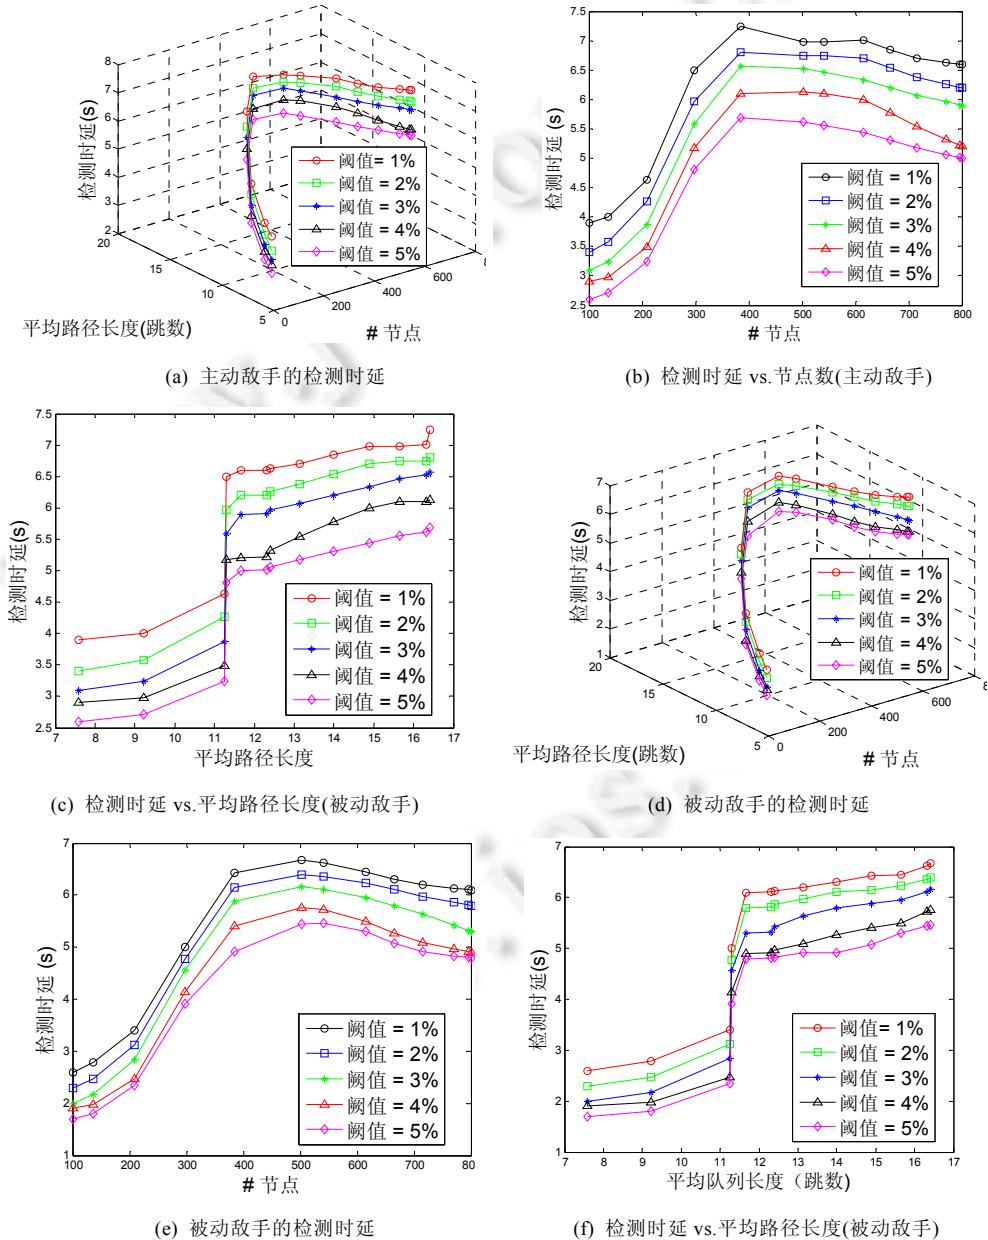 8
7
6
5
4
3
2
检测时延(s)
20
15
10
5
0
200
400
600
8
平均路径长度(跳数)
# 节点
阈值= 1%
阈值 = 2%
阈值 = 3%
阈值 = 4%
阈值 = 5%
(a) 主动敌手的检测时延
7.5
7
6.5
6
5.5
5
4.5
4
3.5
3
2.5
检测时延(s)
100 200 300 400 500 600 700 800
# 节点
阙值 = 1%
阙值 = 2%
阙值 = 3%
阙值 = 4%
阙值 = 5%
(b) 检测时延 vs.节点数(主动敌手)
7.5
7
6.5
6
5.5
5
4.5
4
3.5
3
2.5
检测时延(s)
7 8 9 10 11 12 13 14 15 16 17
平均路径长度
阈值 = 1%
阈值 = 2%
阈值 = 3%
阈值 = 4%
阈值 = 5%
(c) 检测时延 vs.平均路径长度(被动敌手)
7
6
5
4
3
2
1
检测时延(s)
20
15
10
5
0
200
400
600
8
平均路径长度(跳数)
# 节点
阈值 = 1%
阈值 = 2%
阈值 = 3%
阈值 = 4%
阈值 = 5%
(d) 被动敌手的检测时延
7
6
5
4
3
2
1
检测时延(s)
100 200 300 400 500 600 700 80
# 节点
阙值 = 1%
阙值 = 2%
阙值 = 3%
阙值 = 4%
阙值 = 5%
(e) 被动敌手的检测时延
7
6
5
4
3
2
1
检测时延(s)
7 8 9 10 11 12 13 14 15 16 17
平均队列长度（跳数)
阈值= 1%
阈值 = 2%
阈值 = 3%
阈值 = 4%
阈值 = 5%
(f) 检测时延 vs.平均路径长度(被动敌手)